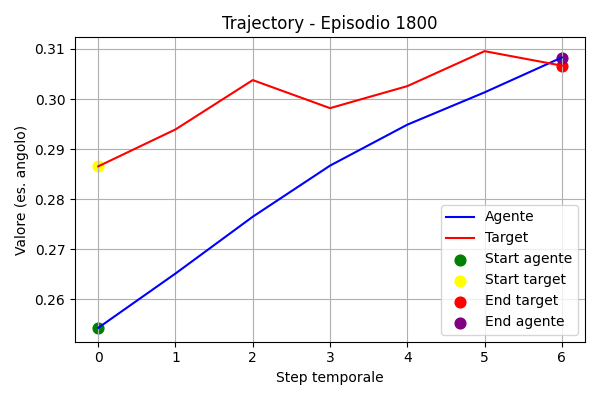 Trajectory - Episodio 1800
Valore (es. angolo)
0.31
0.30
0.29
0.28
0.27
0.26
0
1
2
3
4
5
6
Step temporale
Agente
Target
Start agente
Start target
End target
End agente